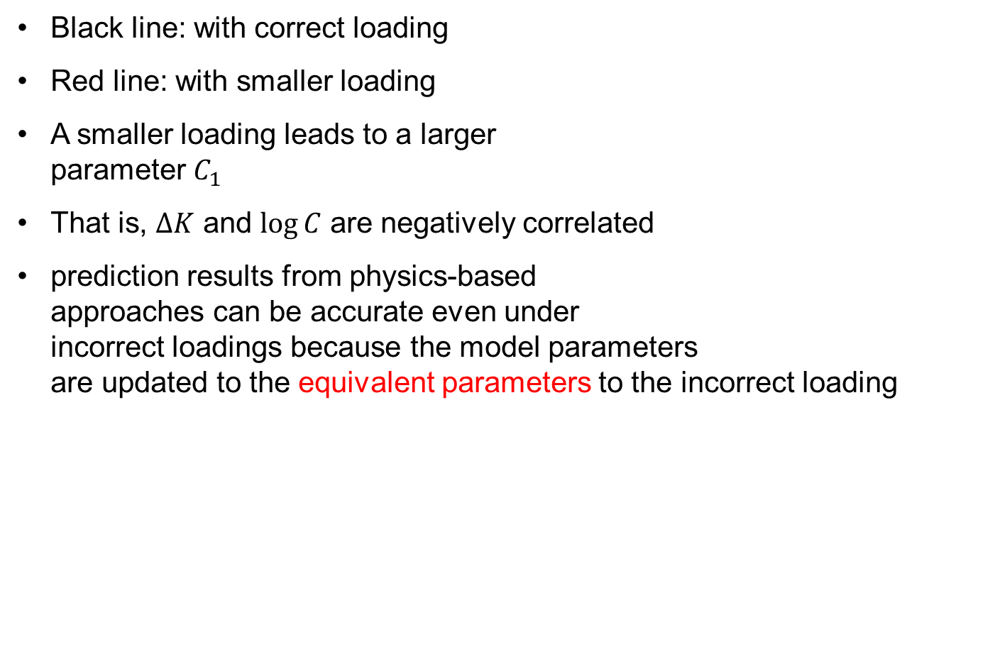 • Black line: with correct loading
• Red line: with smaller loading
• A smaller loading leads to a larger
parameter 𝐶₁
• That is, Δ𝐾 and log 𝐶 are negatively correlated
• prediction results from physics-based
approaches can be accurate even under
incorrect loadings because the model parameters
are updated to the equivalent parameters to the incorrect loading